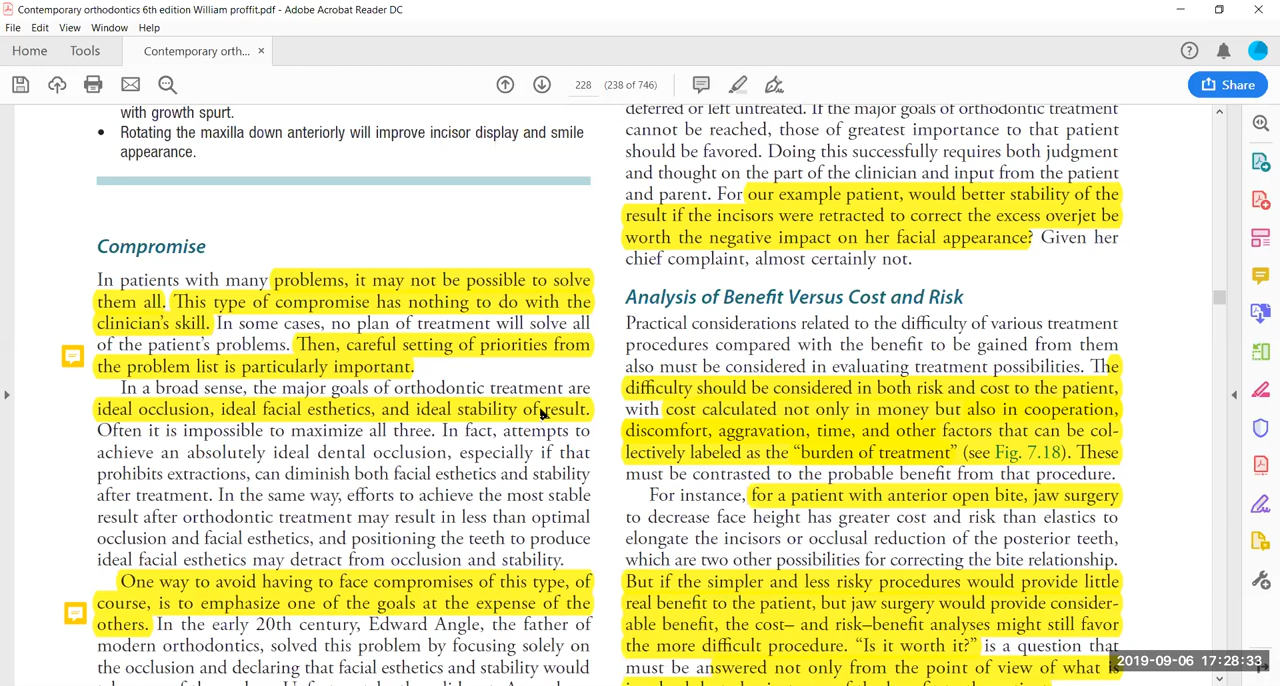 Contemporary orthodontics 6th edition William proffit.pdf - Adobe Acrobat Reader DC
File Edit View Window Help
Home Tools Contemporary orth... ×
228 (238 of 746) Share
with growth spurt.
• Rotating the maxilla down anteriorly will improve incisor display and smile
appearance.
Compromise
In patients with many problems, it may not be possible to solve
them all. This type of compromise has nothing to do with the
clinician's skill. In some cases, no plan of treatment will solve all
of the patient's problems. Then, careful setting of priorities from
the problem list is particularly important.
In a broad sense, the major goals of orthodontic treatment are
ideal occlusion, ideal facial esthetics, and ideal stability of result.
Often it is impossible to maximize all three. In fact, attempts to
achieve an absolutely ideal dental occlusion, especially if that
prohibits extractions, can diminish both facial esthetics and stability
after treatment. In the same way, efforts to achieve the most stable
result after orthodontic treatment may result in less than optimal
occlusion and facial esthetics, and positioning the teeth to produce
ideal facial esthetics may detract from occlusion and stability.
One way to avoid having to face compromises of this type, of
course, is to emphasize one of the goals at the expense of the
others. In the early 20th century, Edward Angle, the father of
modern orthodontics, solved this problem by focusing solely on
the occlusion and declaring that facial esthetics and stability would
deferred or left untreated. If the major goals of orthodontic treatment
cannot be reached, those of greatest importance to that patient
should be favored. Doing this successfully requires both judgment
and thought on the part of the clinician and input from the patient
and parent. For our example patient, would better stability of the
result if the incisors were retracted to correct the excess overjet be
worth the negative impact on her facial appearance? Given her
chief complaint, almost certainly not.
Analysis of Benefit Versus Cost and Risk
Practical considerations related to the difficulty of various treatment
procedures compared with the benefit to be gained from them
also must be considered in evaluating treatment possibilities. The
difficulty should be considered in both risk and cost to the patient,
with cost calculated not only in money but also in cooperation,
discomfort, aggravation, time, and other factors that can be col-
lectively labeled as the "burden of treatment" (see Fig. 7.18). These
must be contrasted to the probable benefit from that procedure.
For instance, for a patient with anterior open bite, jaw surgery
to decrease face height has greater cost and risk than elastics to
elongate the incisors or occlusal reduction of the posterior teeth,
which are two other possibilities for correcting the bite relationship.
But if the simpler and less risky procedures would provide little
real benefit to the patient, but jaw surgery would provide consider-
able benefit, the cost– and risk–benefit analyses might still favor
the more difficult procedure. "Is it worth it?" is a question that
must be answered not only from the point of view of what
2019-09-06 17:28:33